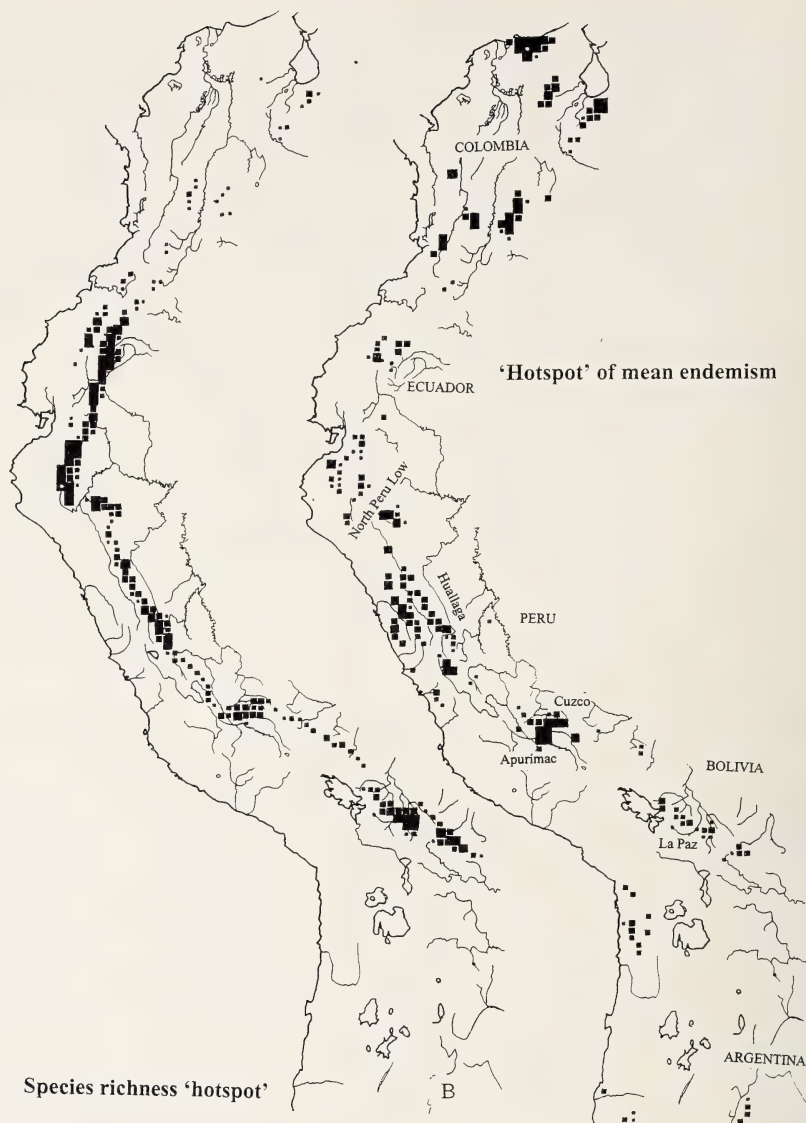 COLOMBIA
'Hotspot' of mean endemism
ECUADOR
North Peru Low
Huallaga
PERU
Cuzco
Apurímac
BOLIVIA
La Paz
ARGENTINA
Species richness 'hotspot'
B